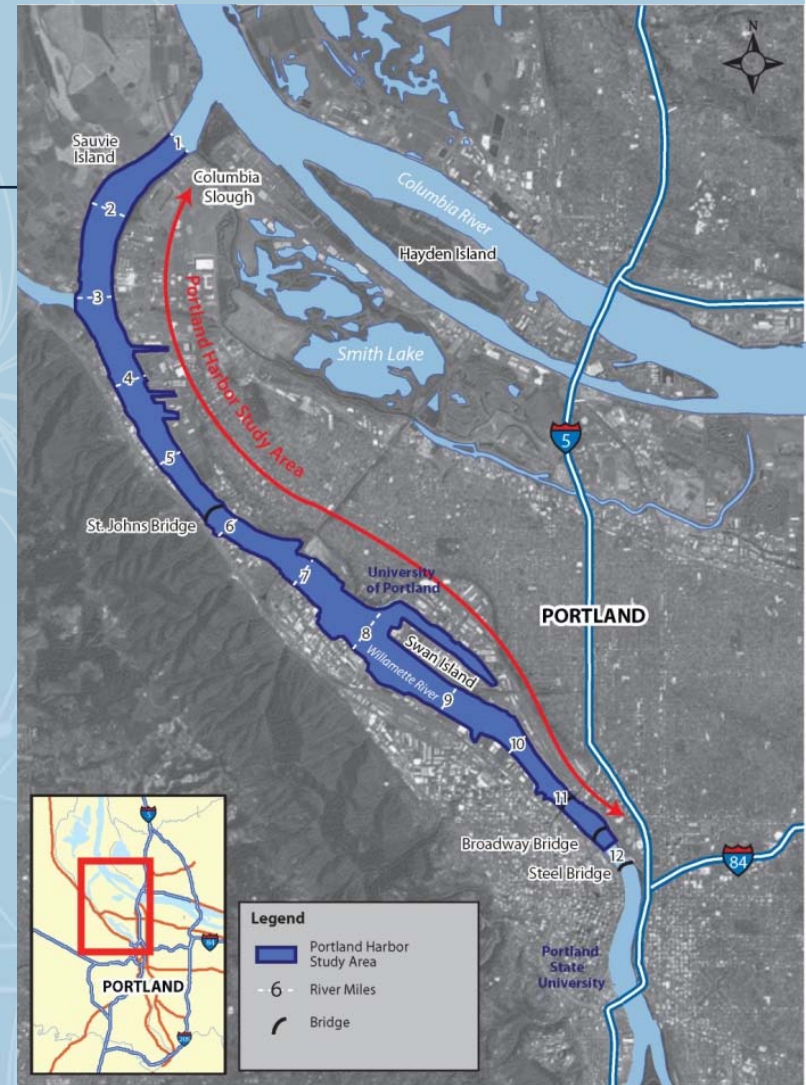 N
Sauvie
Island
1
Columbia
Slough
2
Columbia River
Hayden Island
3
Portland Harbor Study Area
Smith Lake
4
5
5
St. Johns Bridge
6
7
University
of Portland
PORTLAND
8
Swan Island
Willamette River
9
10
11
Broadway Bridge
12
Steel Bridge
84
Portland
State
University
5
84
PORTLAND
205
Legend
Portland Harbor
Study Area
6
River Miles
Bridge